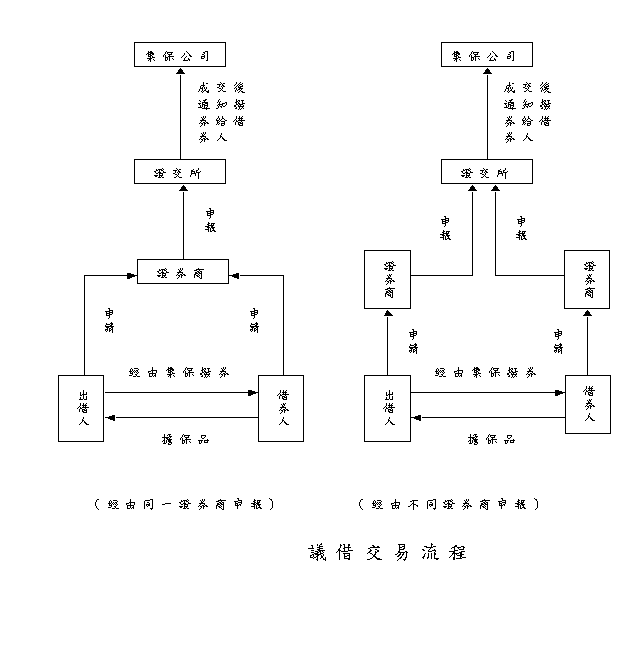 集保公司
成交後
通知撥
券給借
券人
證交所
申報
證券商
申請
申請
經由集保撥券
出借人
借券人
擔保品
(經由同一證券商申報)
集保公司
成交後
通知撥
券給借
券人
證交所
申報
申報
證券商
證券商
申請
申請
經由集保撥券
出借人
借券人
擔保品
(經由不同證券商申報)
議借交易流程